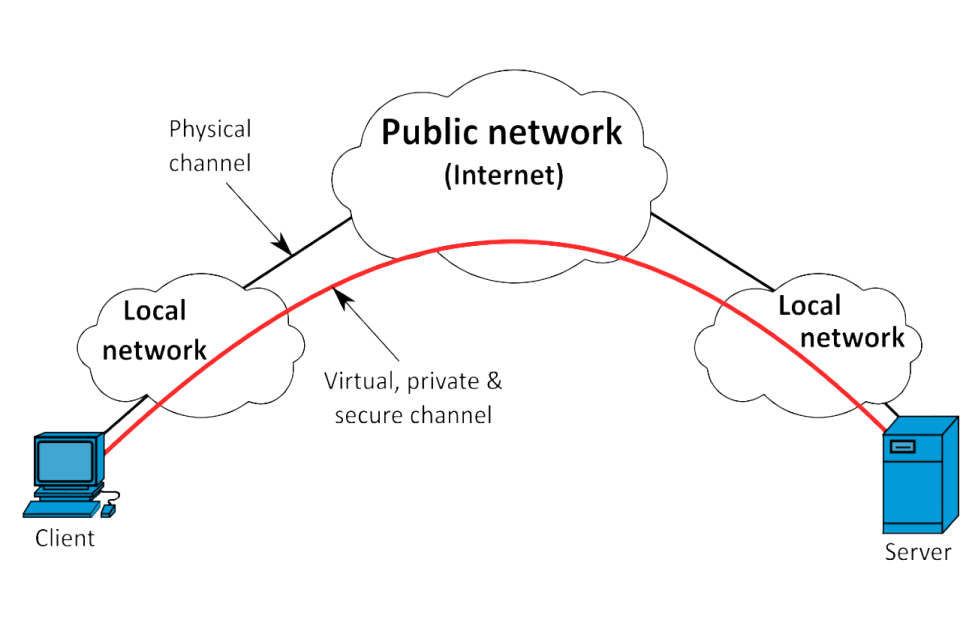 Public network
(Internet)
Physical
channel
Local
network
Local
network
Virtual, private &
secure channel
Client
Server